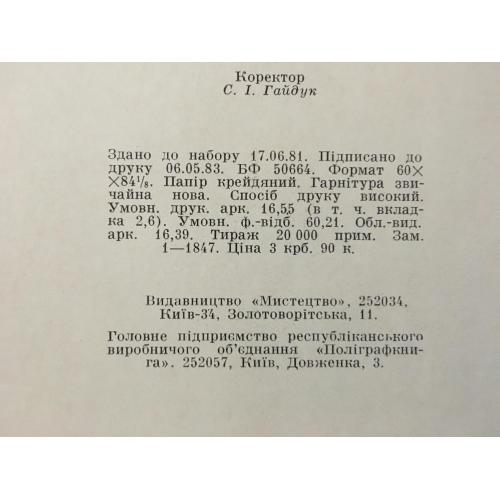 Коректор
С. І. Гайдук
Здано до набору 17.06.81. Підписано до
друку 06.05.83. БФ 50664. Формат 60×
×84¹/₈. Папір крейдяний. Гарнітура зви-
чайна нова. Спосіб друку високий.
Умовн. друк. арк. 16,55 (в т. ч. вклад-
ка 2,6). Умовн. ф.-відб. 60,21. Обл.-вид.
арк. 16,39. Тираж 20 000 прим. Зам.
1—1847. Ціна 3 крб. 90 к.
Видавництво «Мистецтво», 252034,
Київ-34, Золотоворітська, 11.
Головне підприємство республіканського
виробничого об'єднання «Поліграфкни-
га». 252057, Київ, Довженка, 3.